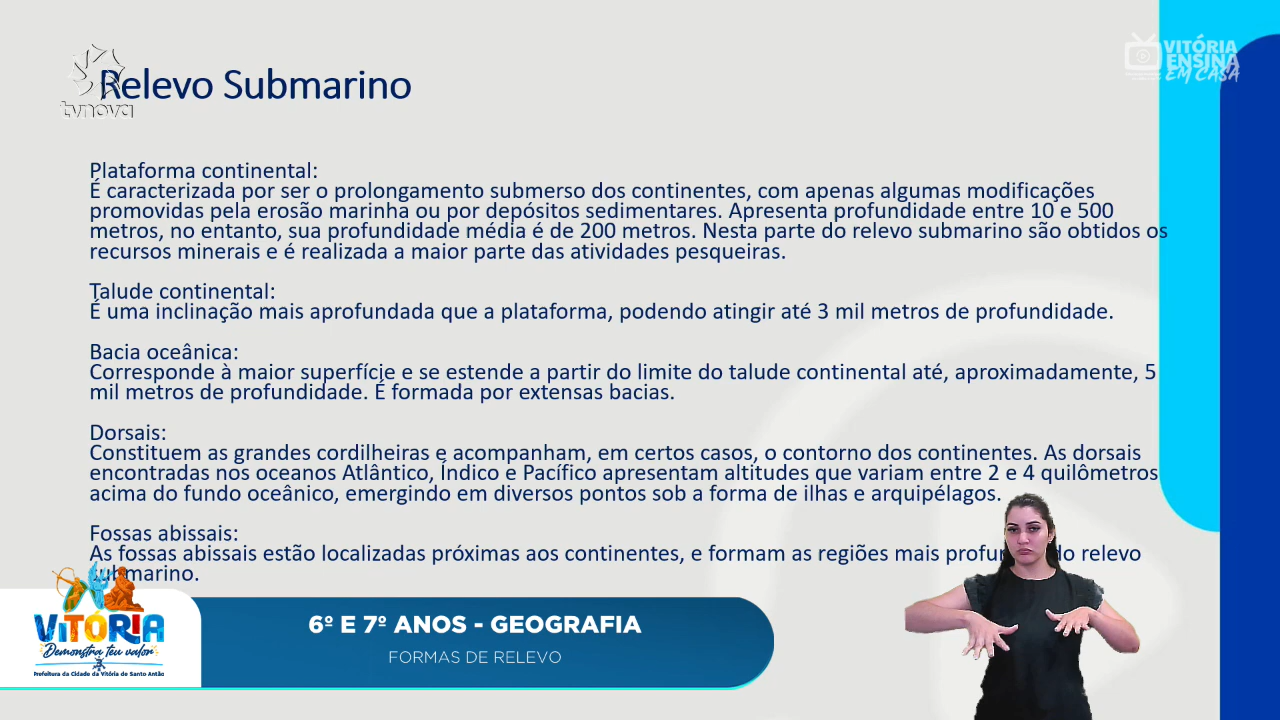 VITÓRIA
ENSINA
EM CASA
Relevo Submarino
tvnova
Plataforma continental:
É caracterizada por ser o prolongamento submerso dos continentes, com apenas algumas modificações
promovidas pela erosão marinha ou por depósitos sedimentares. Apresenta profundidade entre 10 e 500
metros, no entanto, sua profundidade média é de 200 metros. Nesta parte do relevo submarino são obtidos os
recursos minerais e é realizada a maior parte das atividades pesqueiras.
Talude continental:
É uma inclinação mais aprofundada que a plataforma, podendo atingir até 3 mil metros de profundidade.
Bacia oceânica:
Corresponde à maior superfície e se estende a partir do limite do talude continental até, aproximadamente, 5
mil metros de profundidade. É formada por extensas bacias.
Dorsais:
Constituem as grandes cordilheiras e acompanham, em certos casos, o contorno dos continentes. As dorsais
encontradas nos oceanos Atlântico, Índico e Pacífico apresentam altitudes que variam entre 2 e 4 quilômetros
acima do fundo oceânico, emergindo em diversos pontos sob a forma de ilhas e arquipélagos.
Fossas abissais:
As fossas abissais estão localizadas próximas aos continentes, e formam as regiões mais do relevo
submarino.
VITÓRIA
Demonstra teu valor
Prefeitura da Cidade da Vitória de Santo Antão
6º E 7º ANOS - GEOGRAFIA
FORMAS DE RELEVO